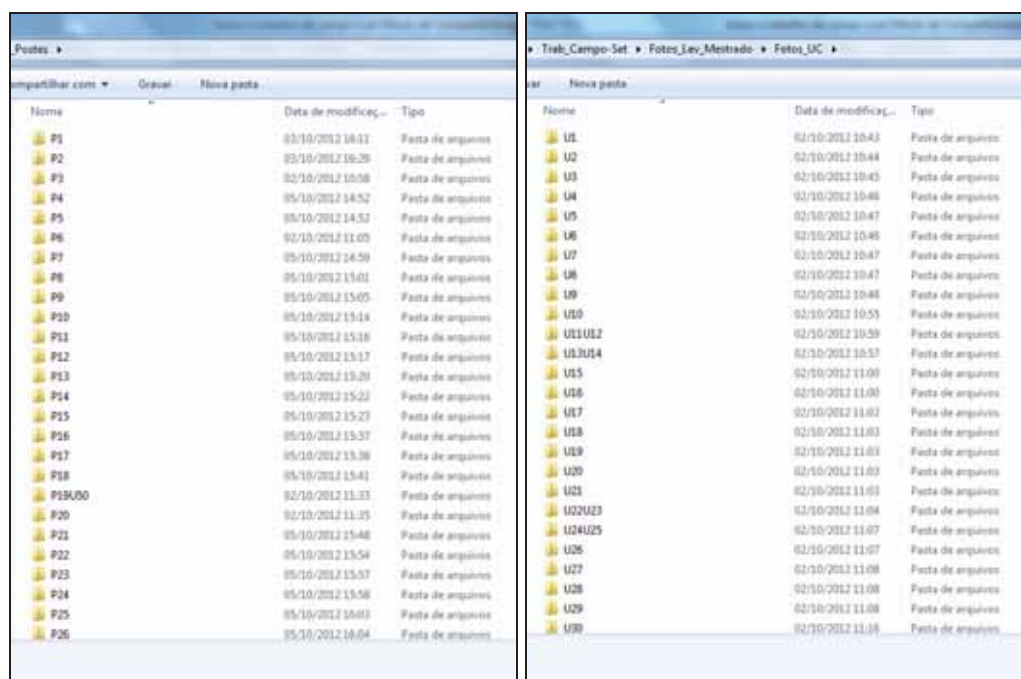 _Postes
mpartilhar com Gravar Nova pasta
Nome Data de modificaç... Tipo
P1 03/10/2012 16:11 Pasta de arquivos
P2 03/10/2012 16:29 Pasta de arquivos
P3 02/10/2012 10:58 Pasta de arquivos
P4 05/10/2012 14:52 Pasta de arquivos
P5 05/10/2012 14:52 Pasta de arquivos
P6 02/10/2012 11:05 Pasta de arquivos
P7 05/10/2012 14:59 Pasta de arquivos
P8 05/10/2012 15:01 Pasta de arquivos
P9 05/10/2012 15:05 Pasta de arquivos
P10 05/10/2012 15:14 Pasta de arquivos
P11 05/10/2012 15:16 Pasta de arquivos
P12 05/10/2012 15:17 Pasta de arquivos
P13 05/10/2012 15:20 Pasta de arquivos
P14 05/10/2012 15:22 Pasta de arquivos
P15 05/10/2012 15:27 Pasta de arquivos
P16 05/10/2012 15:37 Pasta de arquivos
P17 05/10/2012 15:38 Pasta de arquivos
P18 05/10/2012 15:41 Pasta de arquivos
P19U50 02/10/2012 11:33 Pasta de arquivos
P20 02/10/2012 11:35 Pasta de arquivos
P21 05/10/2012 15:48 Pasta de arquivos
P22 05/10/2012 15:54 Pasta de arquivos
P23 05/10/2012 15:57 Pasta de arquivos
P24 05/10/2012 15:58 Pasta de arquivos
P25 05/10/2012 16:03 Pasta de arquivos
P26 05/10/2012 16:04 Pasta de arquivos
Trab_Campo-Set Fotos_Lev_Mestrado Fotos_UC
Nova pasta
Nome Data de modificaç... Tipo
U1 02/10/2012 10:43 Pasta de arquivos
U2 02/10/2012 10:44 Pasta de arquivos
U3 02/10/2012 10:45 Pasta de arquivos
U4 02/10/2012 10:46 Pasta de arquivos
U5 02/10/2012 10:47 Pasta de arquivos
U6 02/10/2012 10:46 Pasta de arquivos
U7 02/10/2012 10:47 Pasta de arquivos
U8 02/10/2012 10:47 Pasta de arquivos
U9 02/10/2012 10:48 Pasta de arquivos
U10 02/10/2012 10:55 Pasta de arquivos
U11U12 02/10/2012 10:59 Pasta de arquivos
U13U14 02/10/2012 10:57 Pasta de arquivos
U15 02/10/2012 11:00 Pasta de arquivos
U16 02/10/2012 11:00 Pasta de arquivos
U17 02/10/2012 11:02 Pasta de arquivos
U18 02/10/2012 11:03 Pasta de arquivos
U19 02/10/2012 11:03 Pasta de arquivos
U20 02/10/2012 11:03 Pasta de arquivos
U21 02/10/2012 11:03 Pasta de arquivos
U22U23 02/10/2012 11:04 Pasta de arquivos
U24U25 02/10/2012 11:07 Pasta de arquivos
U26 02/10/2012 11:07 Pasta de arquivos
U27 02/10/2012 11:08 Pasta de arquivos
U28 02/10/2012 11:08 Pasta de arquivos
U29 02/10/2012 11:08 Pasta de arquivos
U30 02/10/2012 11:16 Pasta de arquivos